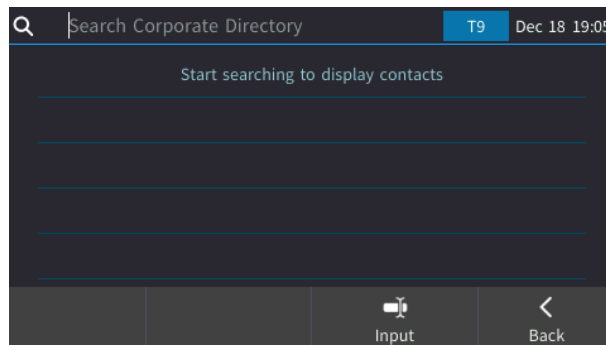 Search Corporate Directory T9 Dec 18 19:05
Start searching to display contacts
Input Back